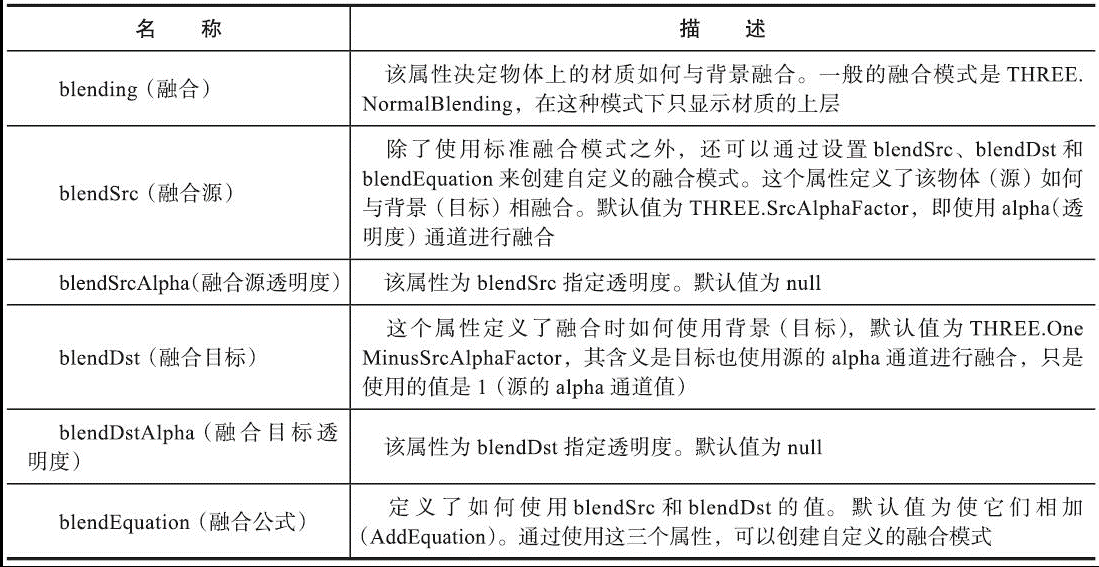 名 称
描 述
blending（融合）
该属性决定物体上的材质如何与背景融合。一般的融合模式是 THREE.
NormalBlending，在这种模式下只显示材质的上层
blendSrc（融合源）
除了使用标准融合模式之外，还可以通过设置 blendSrc、blendDst 和
blendEquation 来创建自定义的融合模式。这个属性定义了该物体（源）如何
与背景（目标）相融合。默认值为 THREE.SrcAlphaFactor，即使用 alpha（透
明度）通道进行融合
blendSrcAlpha（融合源透明度）
该属性为 blendSrc 指定透明度。默认值为 null
blendDst（融合目标）
这个属性定义了融合时如何使用背景（目标），默认值为 THREE.One
MinusSrcAlphaFactor，其含义是目标也使用源的 alpha 通道进行融合，只是
使用的值是 1（源的 alpha 通道值）
blendDstAlpha（融合目标透
明度）
该属性为 blendDst 指定透明度。默认值为 null
blendEquation（融合公式）
定义了如何使用 blendSrc 和 blendDst 的值。默认值为使它们相加
（AddEquation）。通过使用这三个属性，可以创建自定义的融合模式